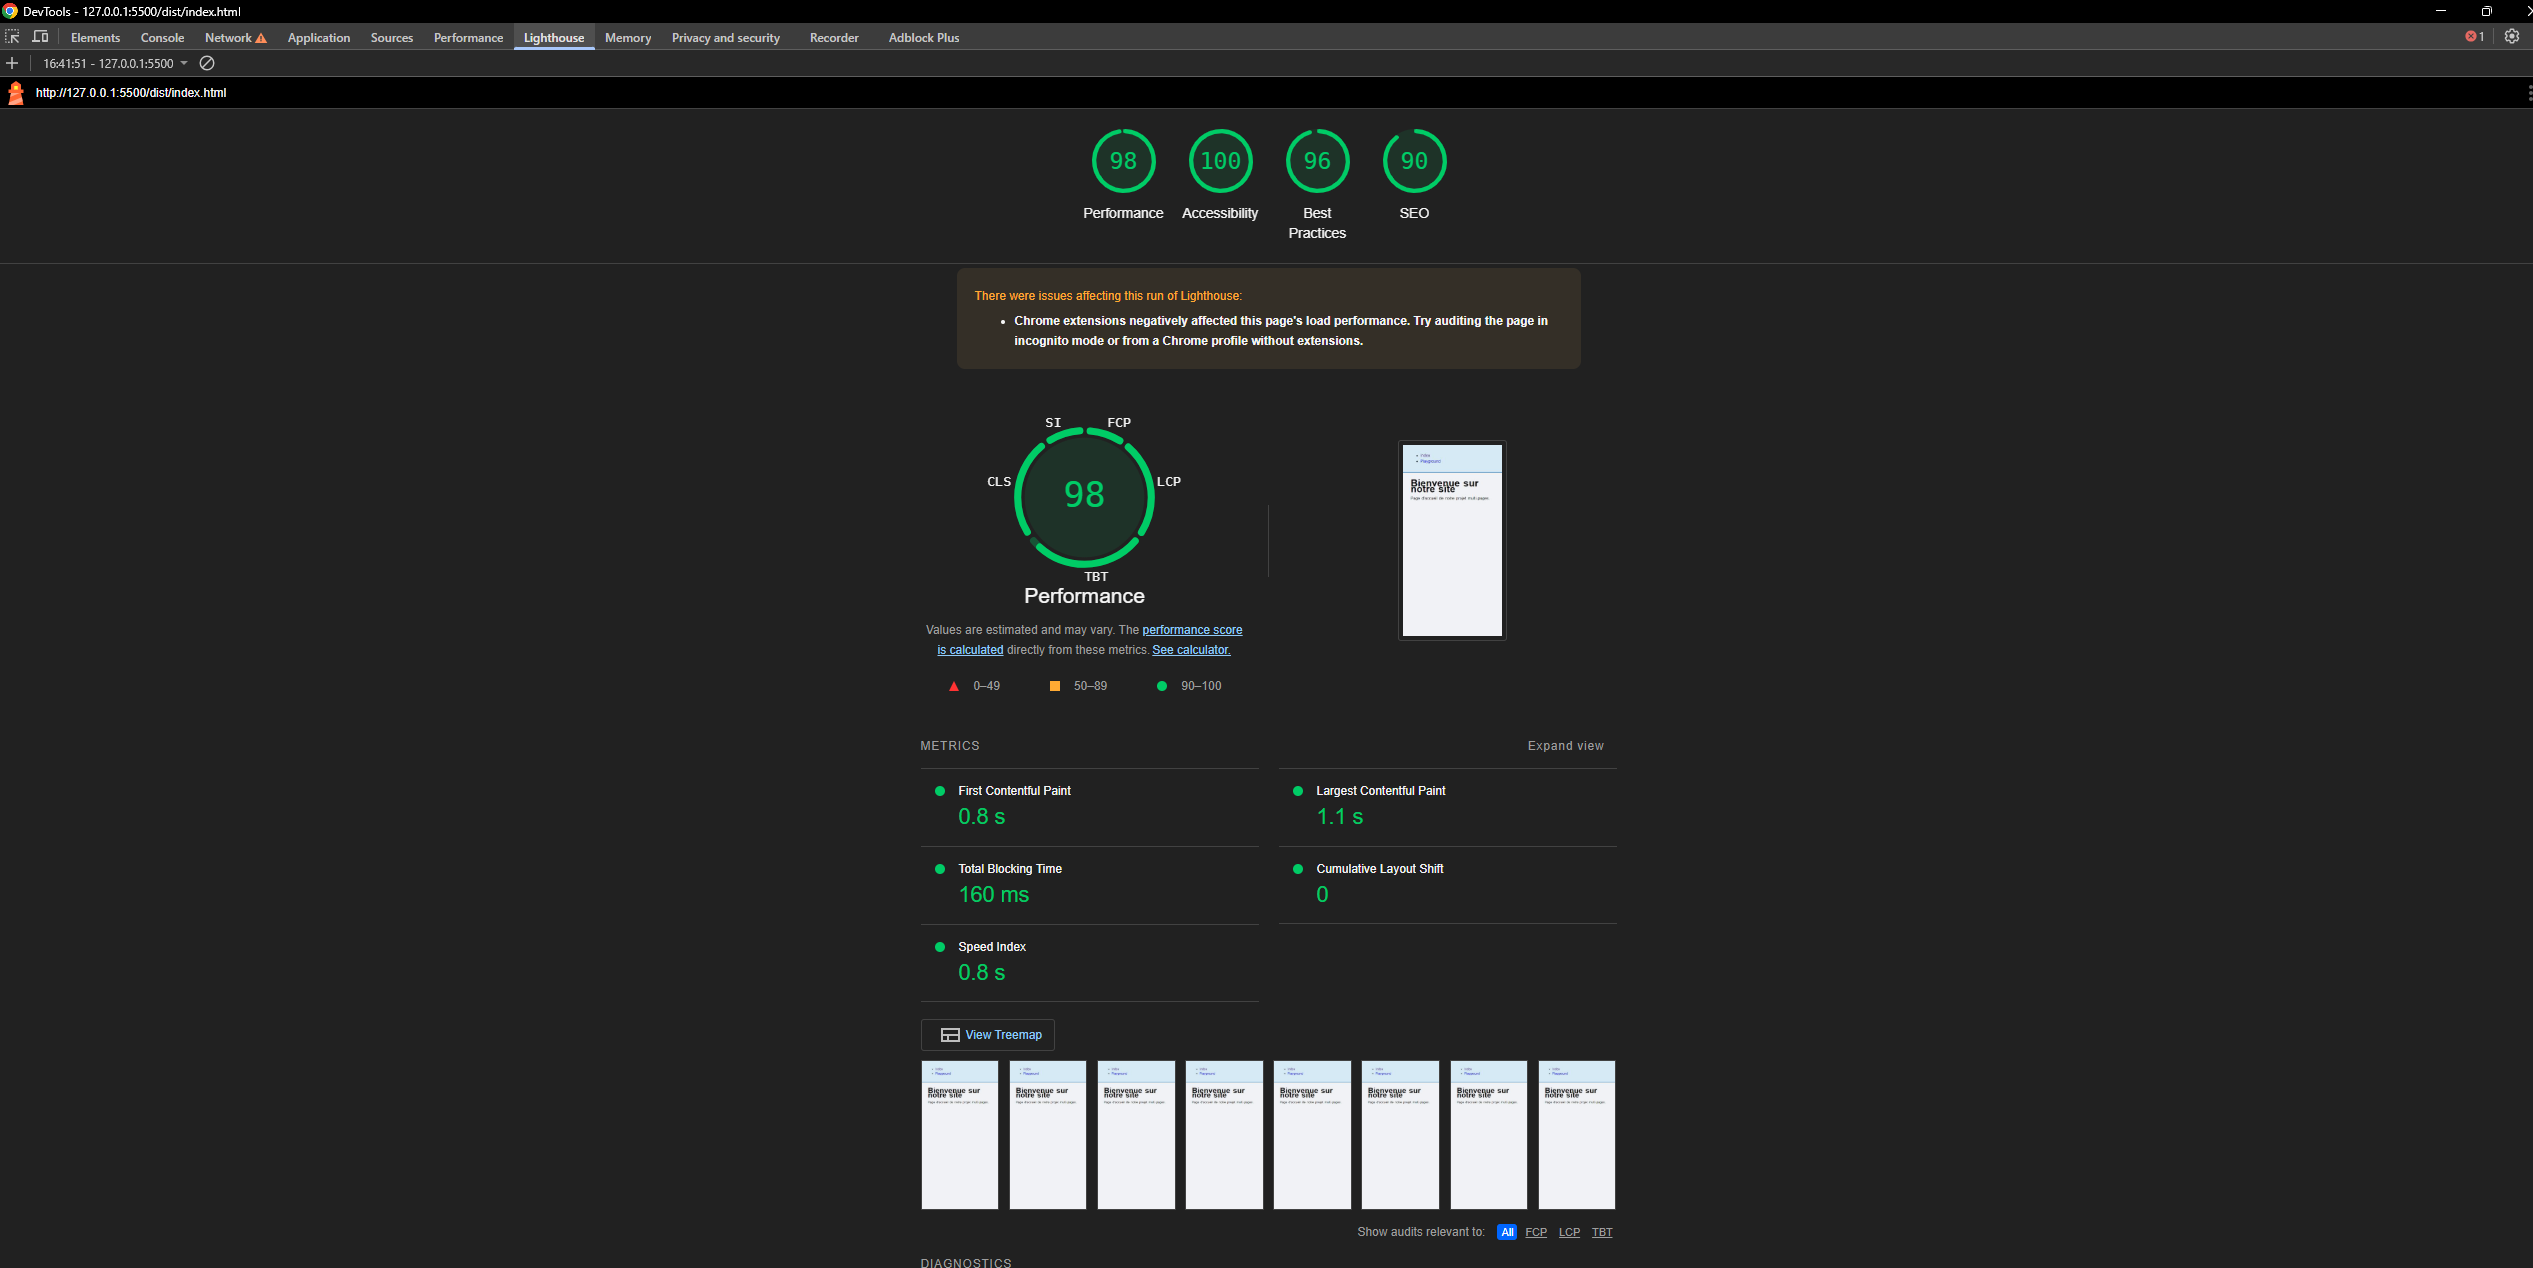 DevTools - 127.0.0.1:5500/dist/index.html
Elements Console Network Application Sources Performance Lighthouse Memory Privacy and security Recorder Adblock Plus 1
16:41:51 - 127.0.0.1:5500
http://127.0.0.1:5500/dist/index.html
98 100 96 90
Performance Accessibility Best Practices SEO
There were issues affecting this run of Lighthouse:
• Chrome extensions negatively affected this page's load performance. Try auditing the page in
incognito mode or from a Chrome profile without extensions.
SI FCP
CLS LCP
98
TBT
Performance
Values are estimated and may vary. The performance score
is calculated directly from these metrics. See calculator.
0–49 50–89 90–100
• Index
• Playground
Bienvenue sur
notre site
Page d'accueil de notre projet multi-pages.
METRICS Expand view
First Contentful Paint
0.8 s
Largest Contentful Paint
1.1 s
Total Blocking Time
160 ms
Cumulative Layout Shift
0
Speed Index
0.8 s
View Treemap
Bienvenue sur notre site
Bienvenue sur notre site
Bienvenue sur notre site
Bienvenue sur notre site
Bienvenue sur notre site
Bienvenue sur notre site
Bienvenue sur notre site
Bienvenue sur notre site
Show audits relevant to: All FCP LCP TBT
DIAGNOSTICS